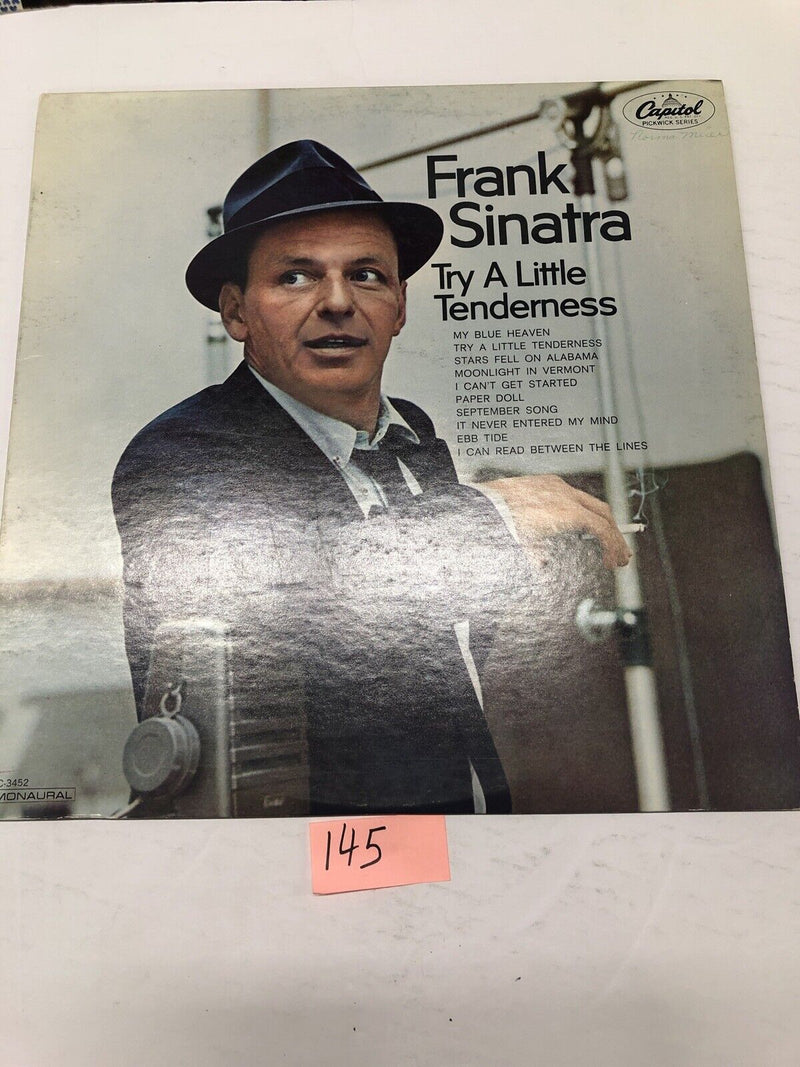 Capitol
PICKWICK SERIES
Frank
Sinatra
Try A Little
Tenderness
MY BLUE HEAVEN
TRY A LITTLE TENDERNESS
STARS FELL ON ALABAMA
MOONLIGHT IN VERMONT
I CAN'T GET STARTED
PAPER DOLL
SEPTEMBER SONG
IT NEVER ENTERED MY MIND
EBB TIDE
I CAN READ BETWEEN THE LINES
C-3452
MONAURAL
145